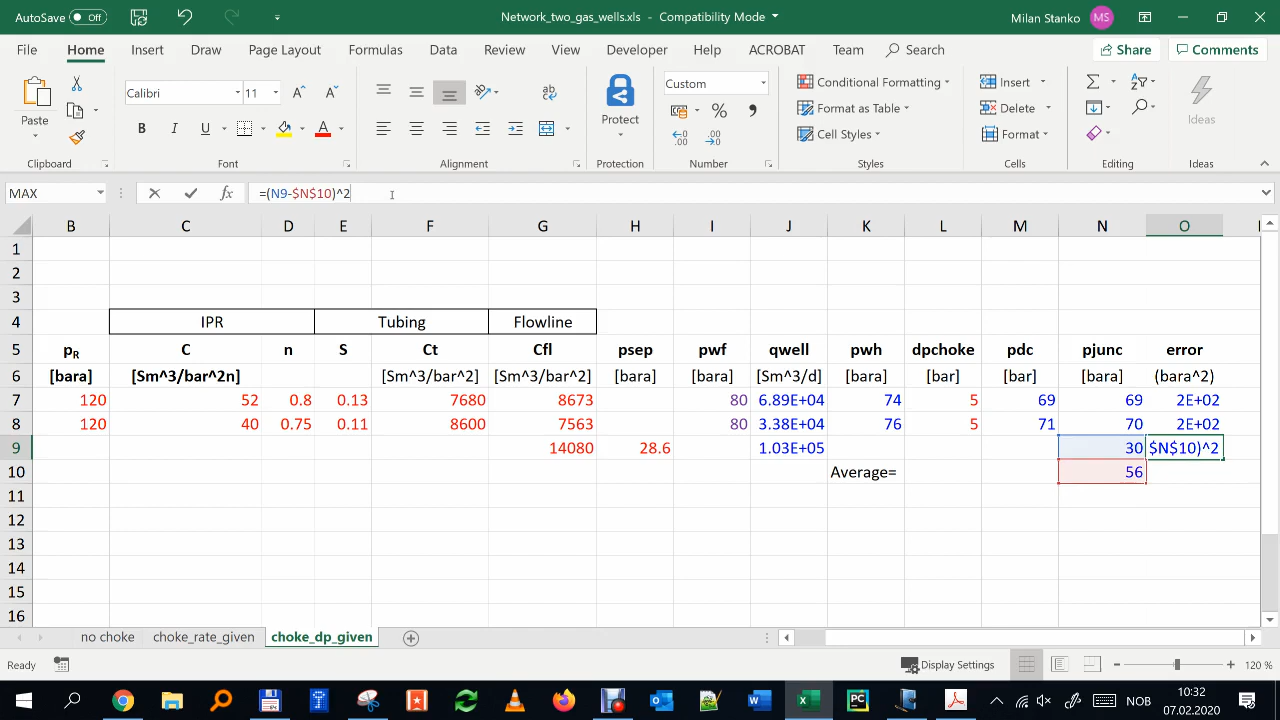 AutoSave Off Network_two_gas_wells.xls - Compatibility Mode Milan Stanko MS
File Home Insert Draw Page Layout Formulas Data Review View Developer Help ACROBAT Team Search Share Comments
Paste Calibri 11 A A B I U A Custom % Protect Conditional Formatting Format as Table Cell Styles Insert Delete Format Ideas
Clipboard Font Alignment Protection Number Styles Cells Editing Ideas
MAX fx =(N9-$N$10)^2
B C D E F G H I J K L M N O
1
2
3
4 IPR Tubing Flowline
5 pR C n S Ct Cfl psep pwf qwell pwh dpchoke pdc pjunc error
6 [bara] [Sm^3/bar^2n] [Sm^3/bar^2] [Sm^3/bar^2] [bara] [bara] [Sm^3/d] [bara] [bar] [bar] [bara] (bara^2)
7 120 52 0.8 0.13 7680 8673 80 6.89E+04 74 5 69 69 2E+02
8 120 40 0.75 0.11 8600 7563 80 3.38E+04 76 5 71 70 2E+02
9 14080 28.6 1.03E+05 30 $N$10)^2
10 Average= 56
11
12
13
14
15
16
no choke choke_rate_given choke_dp_given
Ready Display Settings 120 %
NOB 10:32
07.02.2020